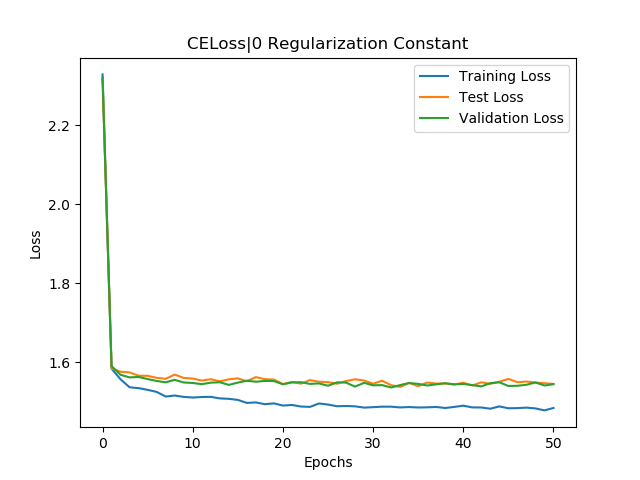 CELoss|0 Regularization Constant
Training Loss
Test Loss
Validation Loss
2.2
2.0
1.8
1.6
Loss
0 10 20 30 40 50
Epochs